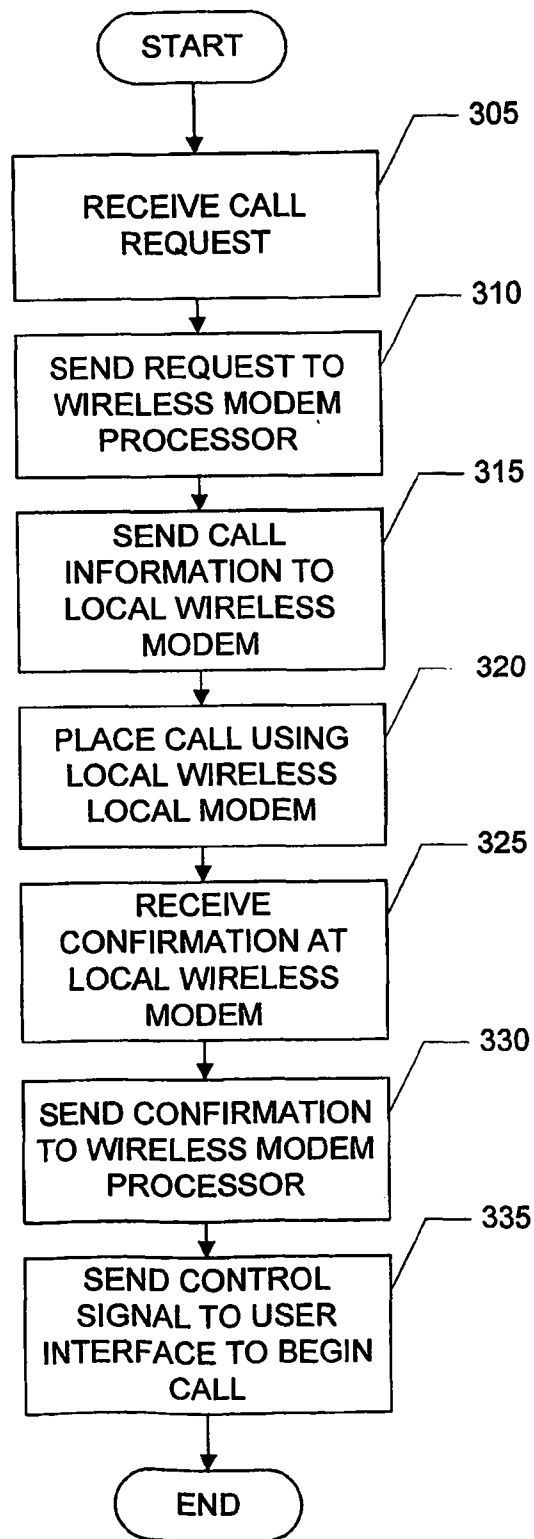 START
305
RECEIVE CALL
REQUEST
310
SEND REQUEST TO
WIRELESS MODEM
PROCESSOR
315
SEND CALL
INFORMATION TO
LOCAL WIRELESS
MODEM
320
PLACE CALL USING
LOCAL WIRELESS
LOCAL MODEM
325
RECEIVE
CONFIRMATION AT
LOCAL WIRELESS
MODEM
330
SEND CONFIRMATION
TO WIRELESS MODEM
PROCESSOR
335
SEND CONTROL
SIGNAL TO USER
INTERFACE TO BEGIN
CALL
END